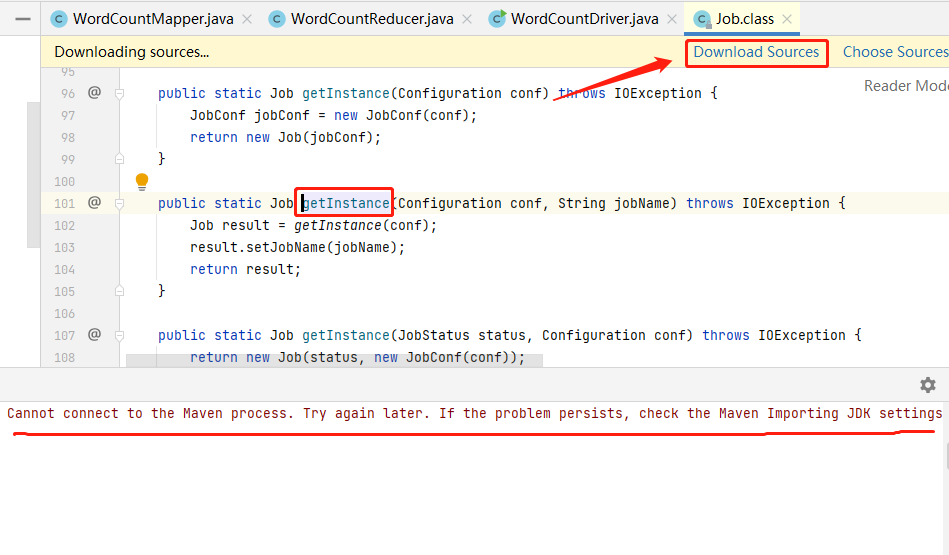 WordCountMapper.java WordCountReducer.java WordCountDriver.java Job.class
Downloading sources... Download Sources Choose Sources
95
96 @ public static Job getInstance(Configuration conf) throws IOException { Reader Mode
97 JobConf jobConf = new JobConf(conf);
98 return new Job(jobConf);
99 }
100
101 @ public static Job getInstance(Configuration conf, String jobName) throws IOException {
102 Job result = getInstance(conf);
103 result.setJobName(jobName);
104 return result;
105 }
106
107 @ public static Job getInstance(JobStatus status, Configuration conf) throws IOException {
108 return new Job(status, new JobConf(conf));
Cannot connect to the Maven process. Try again later. If the problem persists, check the Maven Importing JDK settings